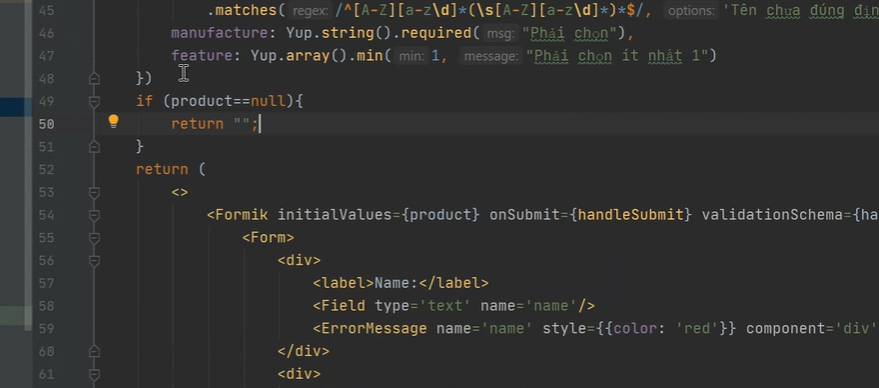 45 .matches( regex: /^[A-Z][a-z\d]*(\s[A-Z][a-z\d]*)*$/, options: 'Tên chưa đúng địn
46 manufacture: Yup.string().required( msg: "Phải chọn"),
47 feature: Yup.array().min( min: 1, message: "Phải chọn ít nhất 1")
48 })
49 if (product==null){
50 return "";
51 }
52 return (
53 <>
54 <Formik initialValues={product} onSubmit={handleSubmit} validationSchema={ha
55 <Form>
56 <div>
57 <label>Name:</label>
58 <Field type='text' name='name'/>
59 <ErrorMessage name='name' style={{color: 'red'}} component='div'
60 </div>
61 <div>